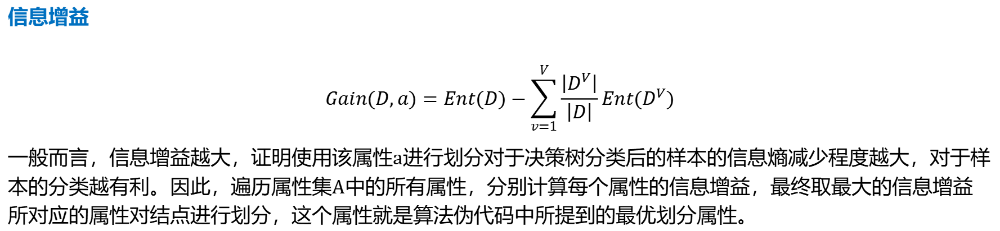 信息增益
Gain(D, a) = Ent(D) − ∑_{v=1}^{V} \frac{|D^V|}{|D|} Ent(D^V)
一般而言，信息增益越大，证明使用该属性a进行划分对于决策树分类后的样本的信息熵减少程度越大，对于样
本的分类越有利。因此，遍历属性集A中的所有属性，分别计算每个属性的信息增益，最终取最大的信息增益
所对应的属性对结点进行划分，这个属性就是算法伪代码中所提到的最优划分属性。